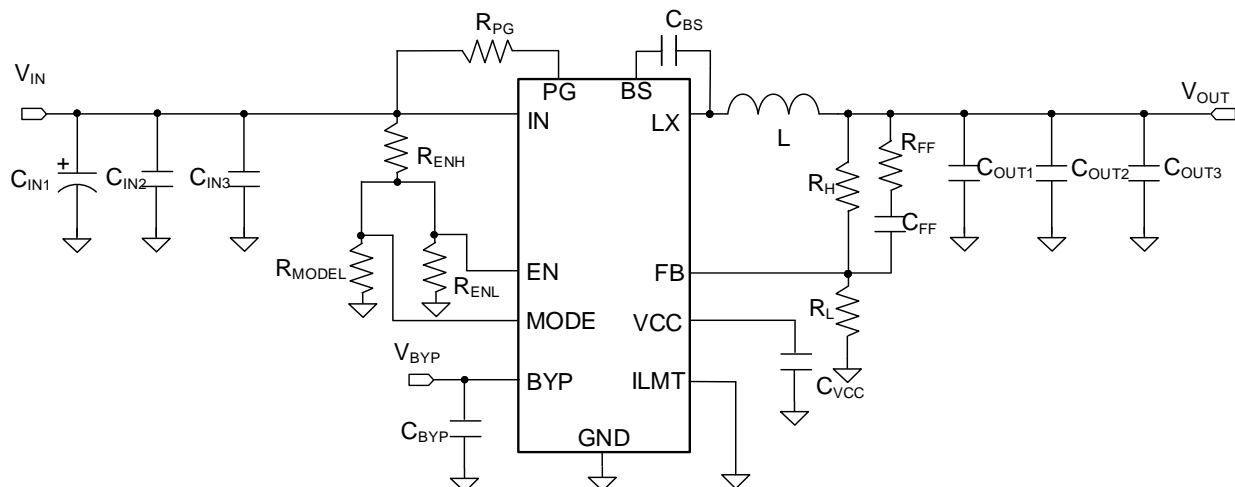 C_BS
R_PG
V_IN
PG
BS
V_OUT
IN
LX
L
R_ENH
R_FF
C_IN1
+
C_IN2
C_IN3
R_H
C_OUT1
C_OUT2
C_OUT3
C_FF
R_MODEL
R_ENL
EN
FB
MODE
VCC
R_L
V_BYP
BYP
ILMT
C_VCC
C_BYP
GND